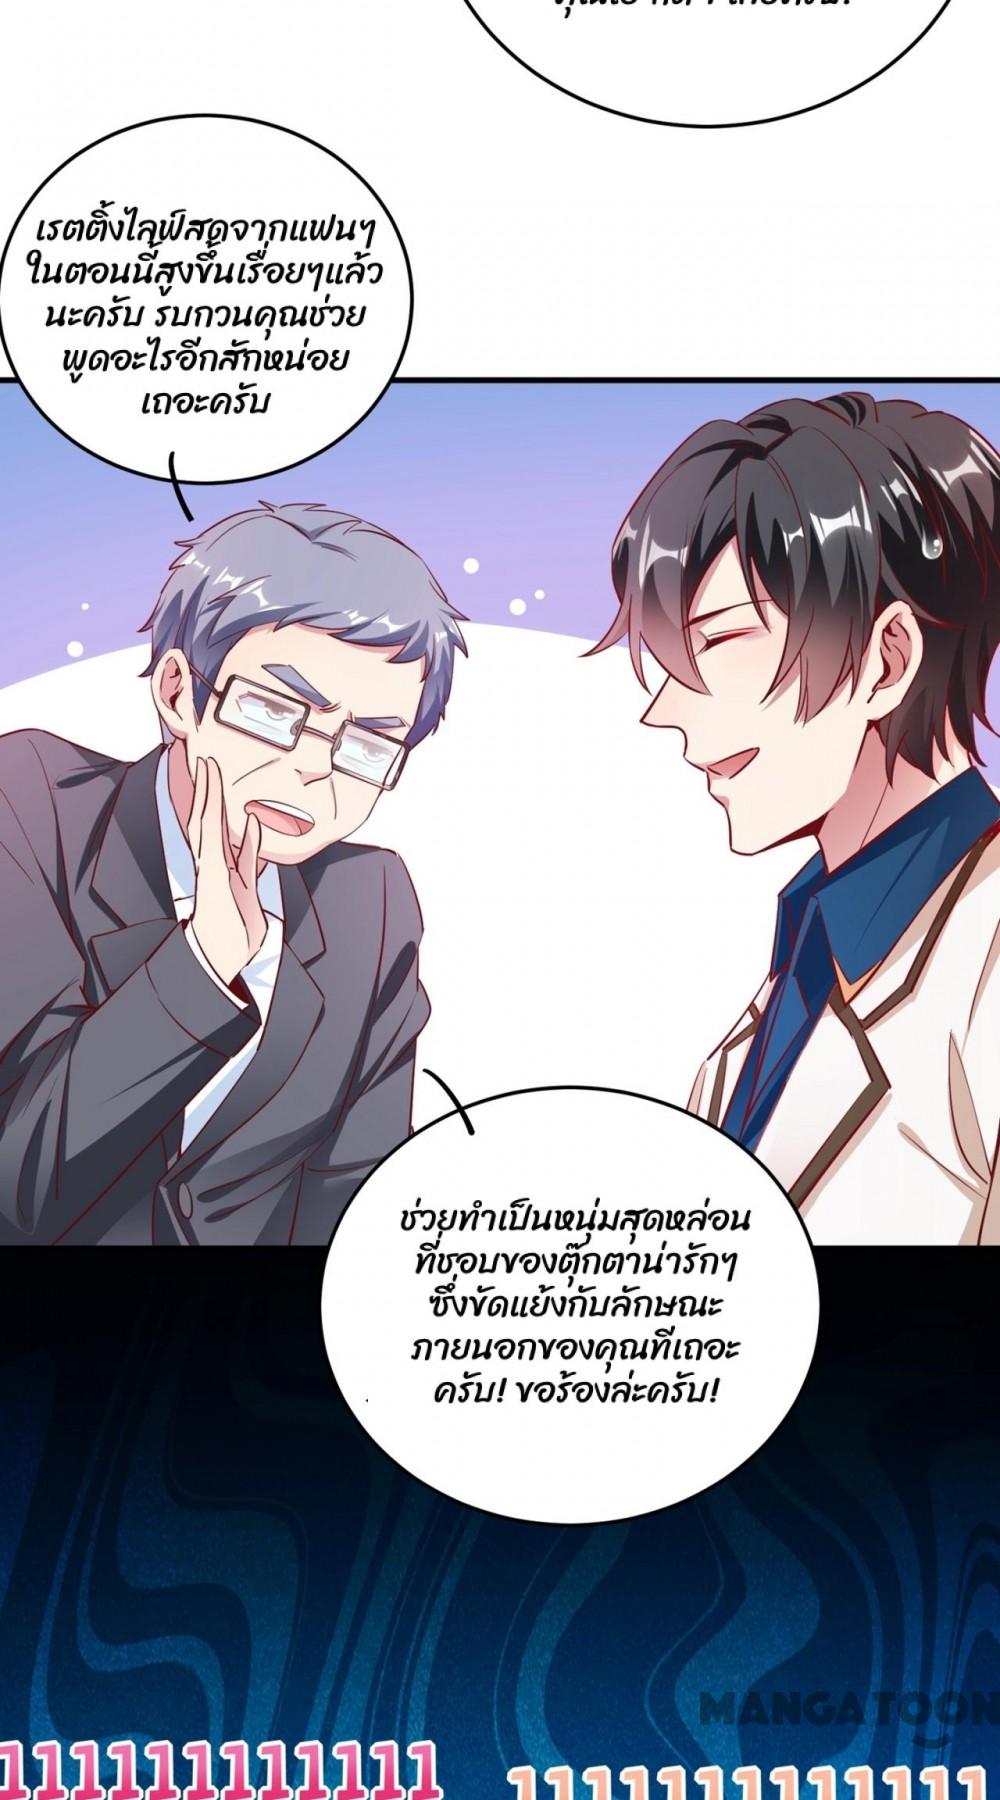 เรตติ้งไลฟ์สดจากแฟนๆ
ในตอนนี้สูงขึ้นเรื่อยๆแล้ว
นะครับ รบกวนคุณช่วย
พูดอะไรอีกสักหน่อย
เถอะครับ
ช่วยทำเป็นหนุ่มสุดหล่อน
ที่ชอบของตุ๊กตาน่ารักๆ
ซึ่งขัดแย้งกับลักษณะ
ภายนอกของคุณทีเถอะ
ครับ! ขอร้องล่ะครับ!
MANGATOON
1111111111111
11111111111111